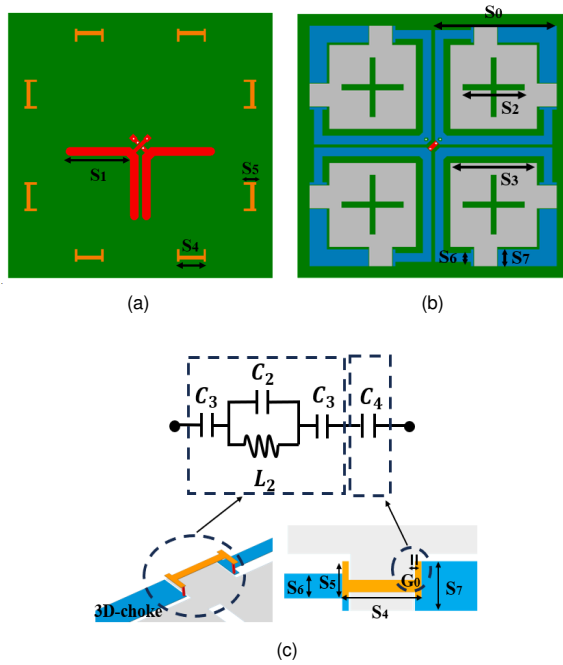 S1
S5
S4
(a)
S0
S2
S3
S6
S7
(b)
C2
C3
C3
C4
L2
3D-choke
S6
S5
G0
S7
S4
(c)